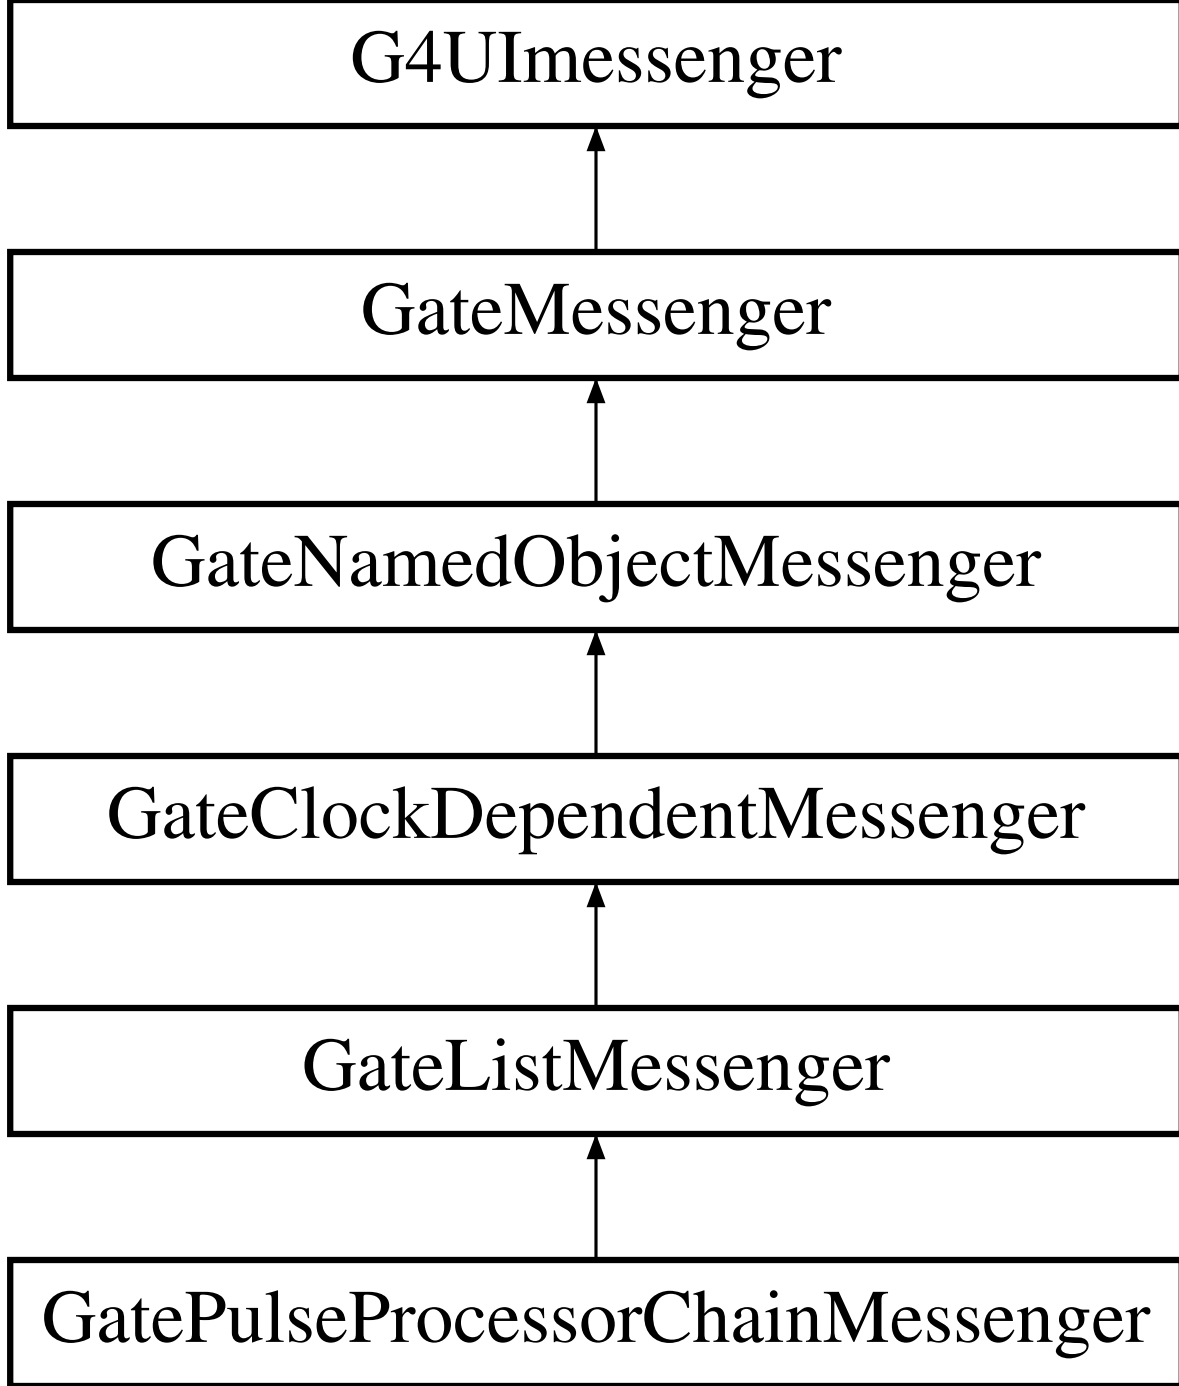 G4UImessenger
GateMessenger
GateNamedObjectMessenger
GateClockDependentMessenger
GateListMessenger
GatePulseProcessorChainMessenger